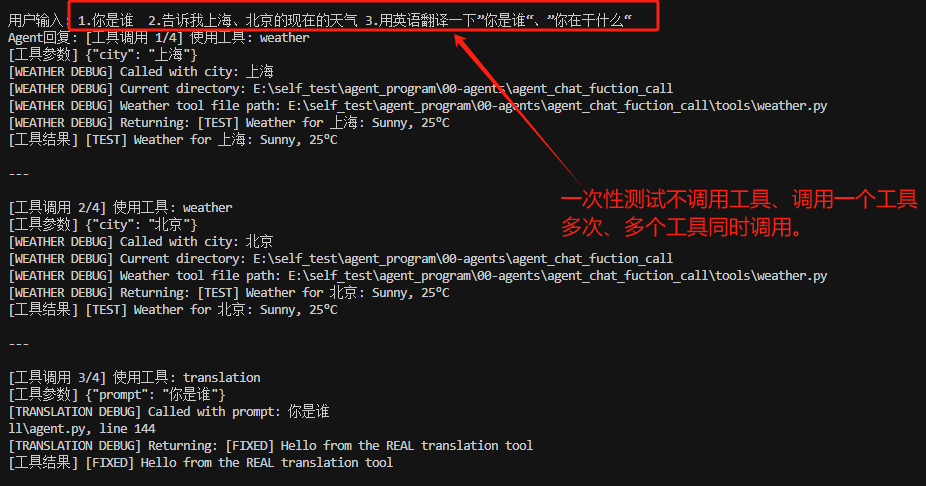 用户输入：1.你是谁  2.告诉我上海、北京的现在的天气 3.用英语翻译一下”你是谁“、”你在干什么“
Agent回复: [工具调用 1/4] 使用工具: weather
[工具参数] {"city": "上海"}
[WEATHER DEBUG] Called with city: 上海
[WEATHER DEBUG] Current directory: E:\self_test\agent_program\00-agents\agent_chat_fuction_call
[WEATHER DEBUG] Weather tool file path: E:\self_test\agent_program\00-agents\agent_chat_fuction_call\tools\weather.py
[WEATHER DEBUG] Returning: [TEST] Weather for 上海: Sunny, 25°C
[工具结果] [TEST] Weather for 上海: Sunny, 25°C
---
[工具调用 2/4] 使用工具: weather
[工具参数] {"city": "北京"}
[WEATHER DEBUG] Called with city: 北京
[WEATHER DEBUG] Current directory: E:\self_test\agent_program\00-agents\agent_chat_fuction_call
[WEATHER DEBUG] Weather tool file path: E:\self_test\agent_program\00-agents\agent_chat_fuction_call\tools\weather.py
[WEATHER DEBUG] Returning: [TEST] Weather for 北京: Sunny, 25°C
[工具结果] [TEST] Weather for 北京: Sunny, 25°C
---
[工具调用 3/4] 使用工具: translation
[工具参数] {"prompt": "你是谁"}
[TRANSLATION DEBUG] Called with prompt: 你是谁
ll\agent.py, line 144
[TRANSLATION DEBUG] Returning: [FIXED] Hello from the REAL translation tool
[工具结果] [FIXED] Hello from the REAL translation tool
一次性测试不调用工具、调用一个工具
多次、多个工具同时调用。